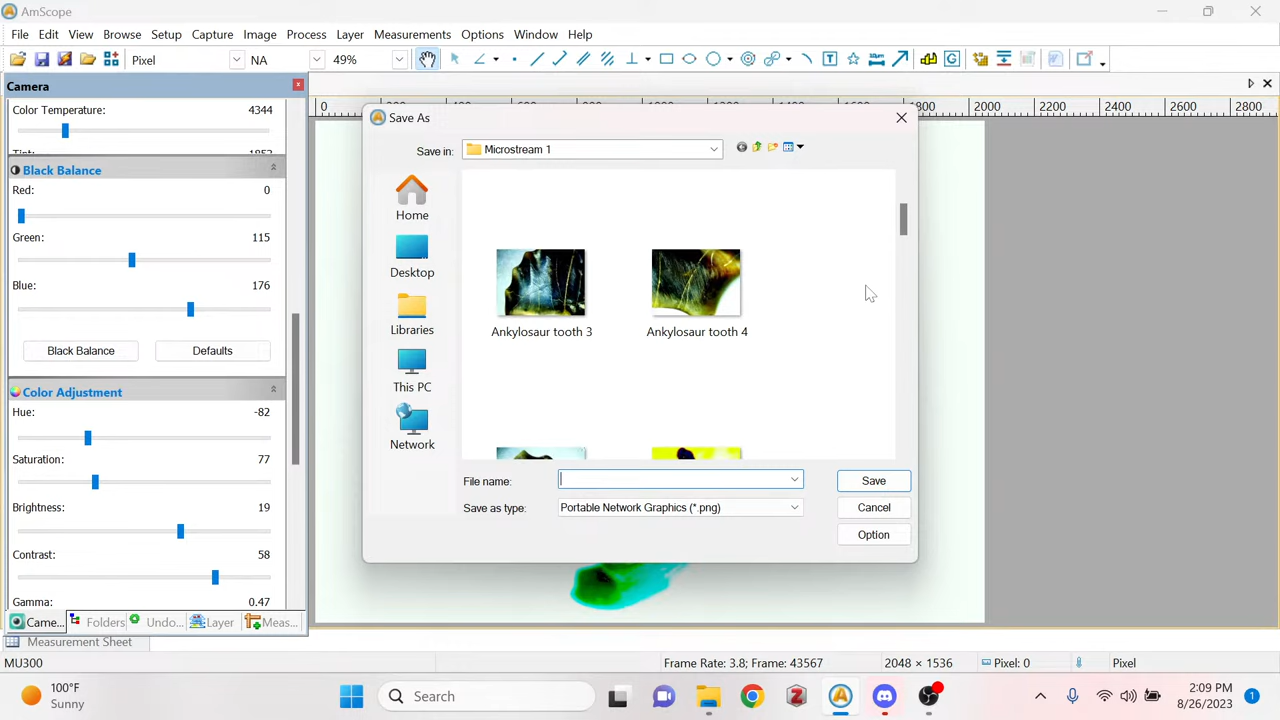 AmScope
File Edit View Browse Setup Capture Image Process Layer Measurements Options Window Help
Pixel NA 49%
Camera
0 2000 2200 2400 2600 2800
Color Temperature: 4344
Black Balance
Red: 0
Green: 115
Blue: 176
Black Balance Defaults
Color Adjustment
Hue: -82
Saturation: 77
Brightness: 19
Contrast: 58
Gamma: 0.47
Came... Folders Undo... Layer Meas...
Save As
Save in: Microstream 1
Home
Desktop
Libraries
This PC
Network
Ankylosaur tooth 3 Ankylosaur tooth 4
File name: Save
Save as type: Portable Network Graphics (*.png) Cancel
Option
Measurement Sheet
MU300 Frame Rate: 3.8; Frame: 43567 2048 × 1536 Pixel: 0 Pixel
100°F
Sunny
Search
2:09 PM
8/26/2023
1